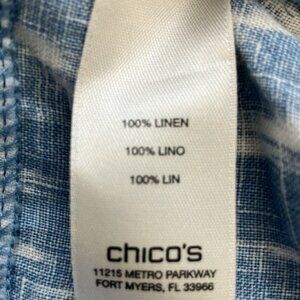 100% LINEN
100% LINO
100% LIN
chico's
11215 METRO PARKWAY
FORT MYERS, FL 33966